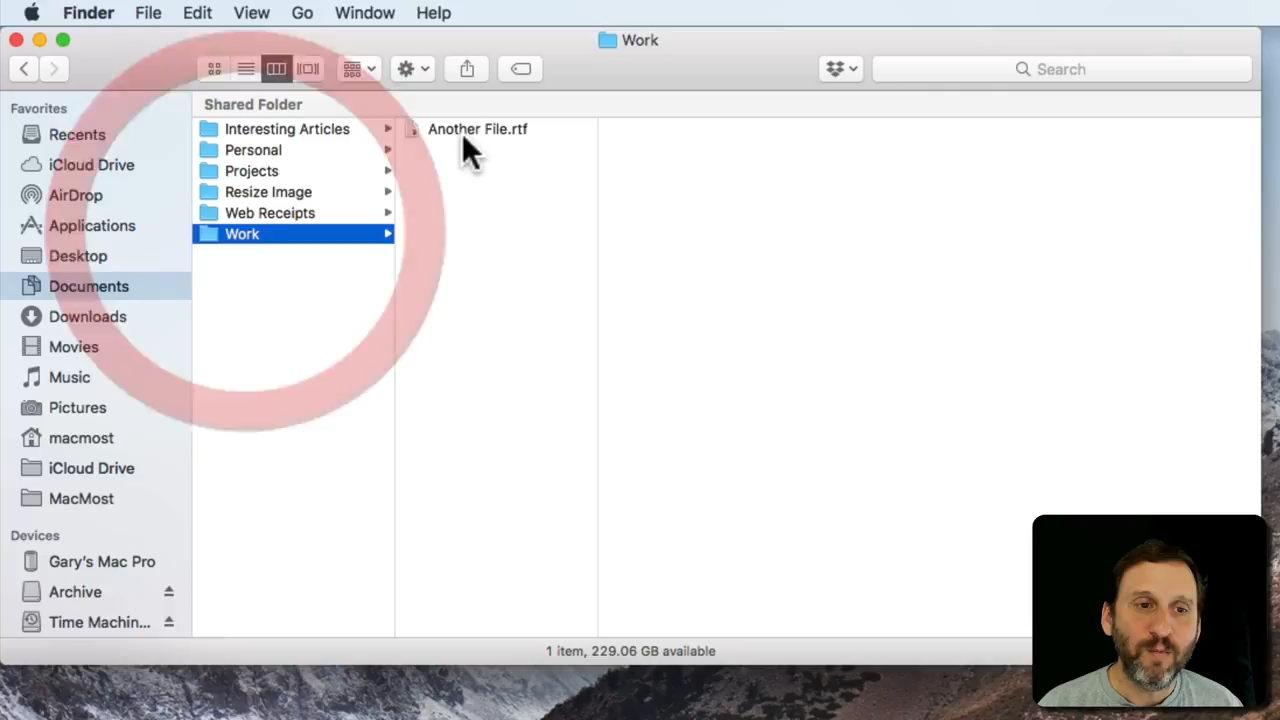 Finder File Edit View Go Window Help
Work
Search
Favorites
Recents
iCloud Drive
AirDrop
Applications
Desktop
Documents
Downloads
Movies
Music
Pictures
macmost
iCloud Drive
MacMost
Devices
Gary's Mac Pro
Archive
Time Machin...
Shared Folder
Interesting Articles
Personal
Projects
Resize Image
Web Receipts
Work
Another File.rtf
1 item, 229.06 GB available